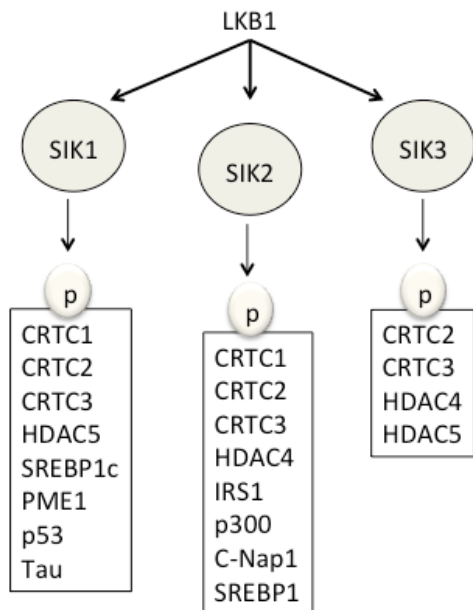 LKB1
SIK1
SIK2
SIK3
p
CRTC1
CRTC2
CRTC3
HDAC5
SREBP1c
PME1
p53
Tau
p
CRTC1
CRTC2
CRTC3
HDAC4
IRS1
p300
C-Nap1
SREBP1
p
CRTC2
CRTC3
HDAC4
HDAC5